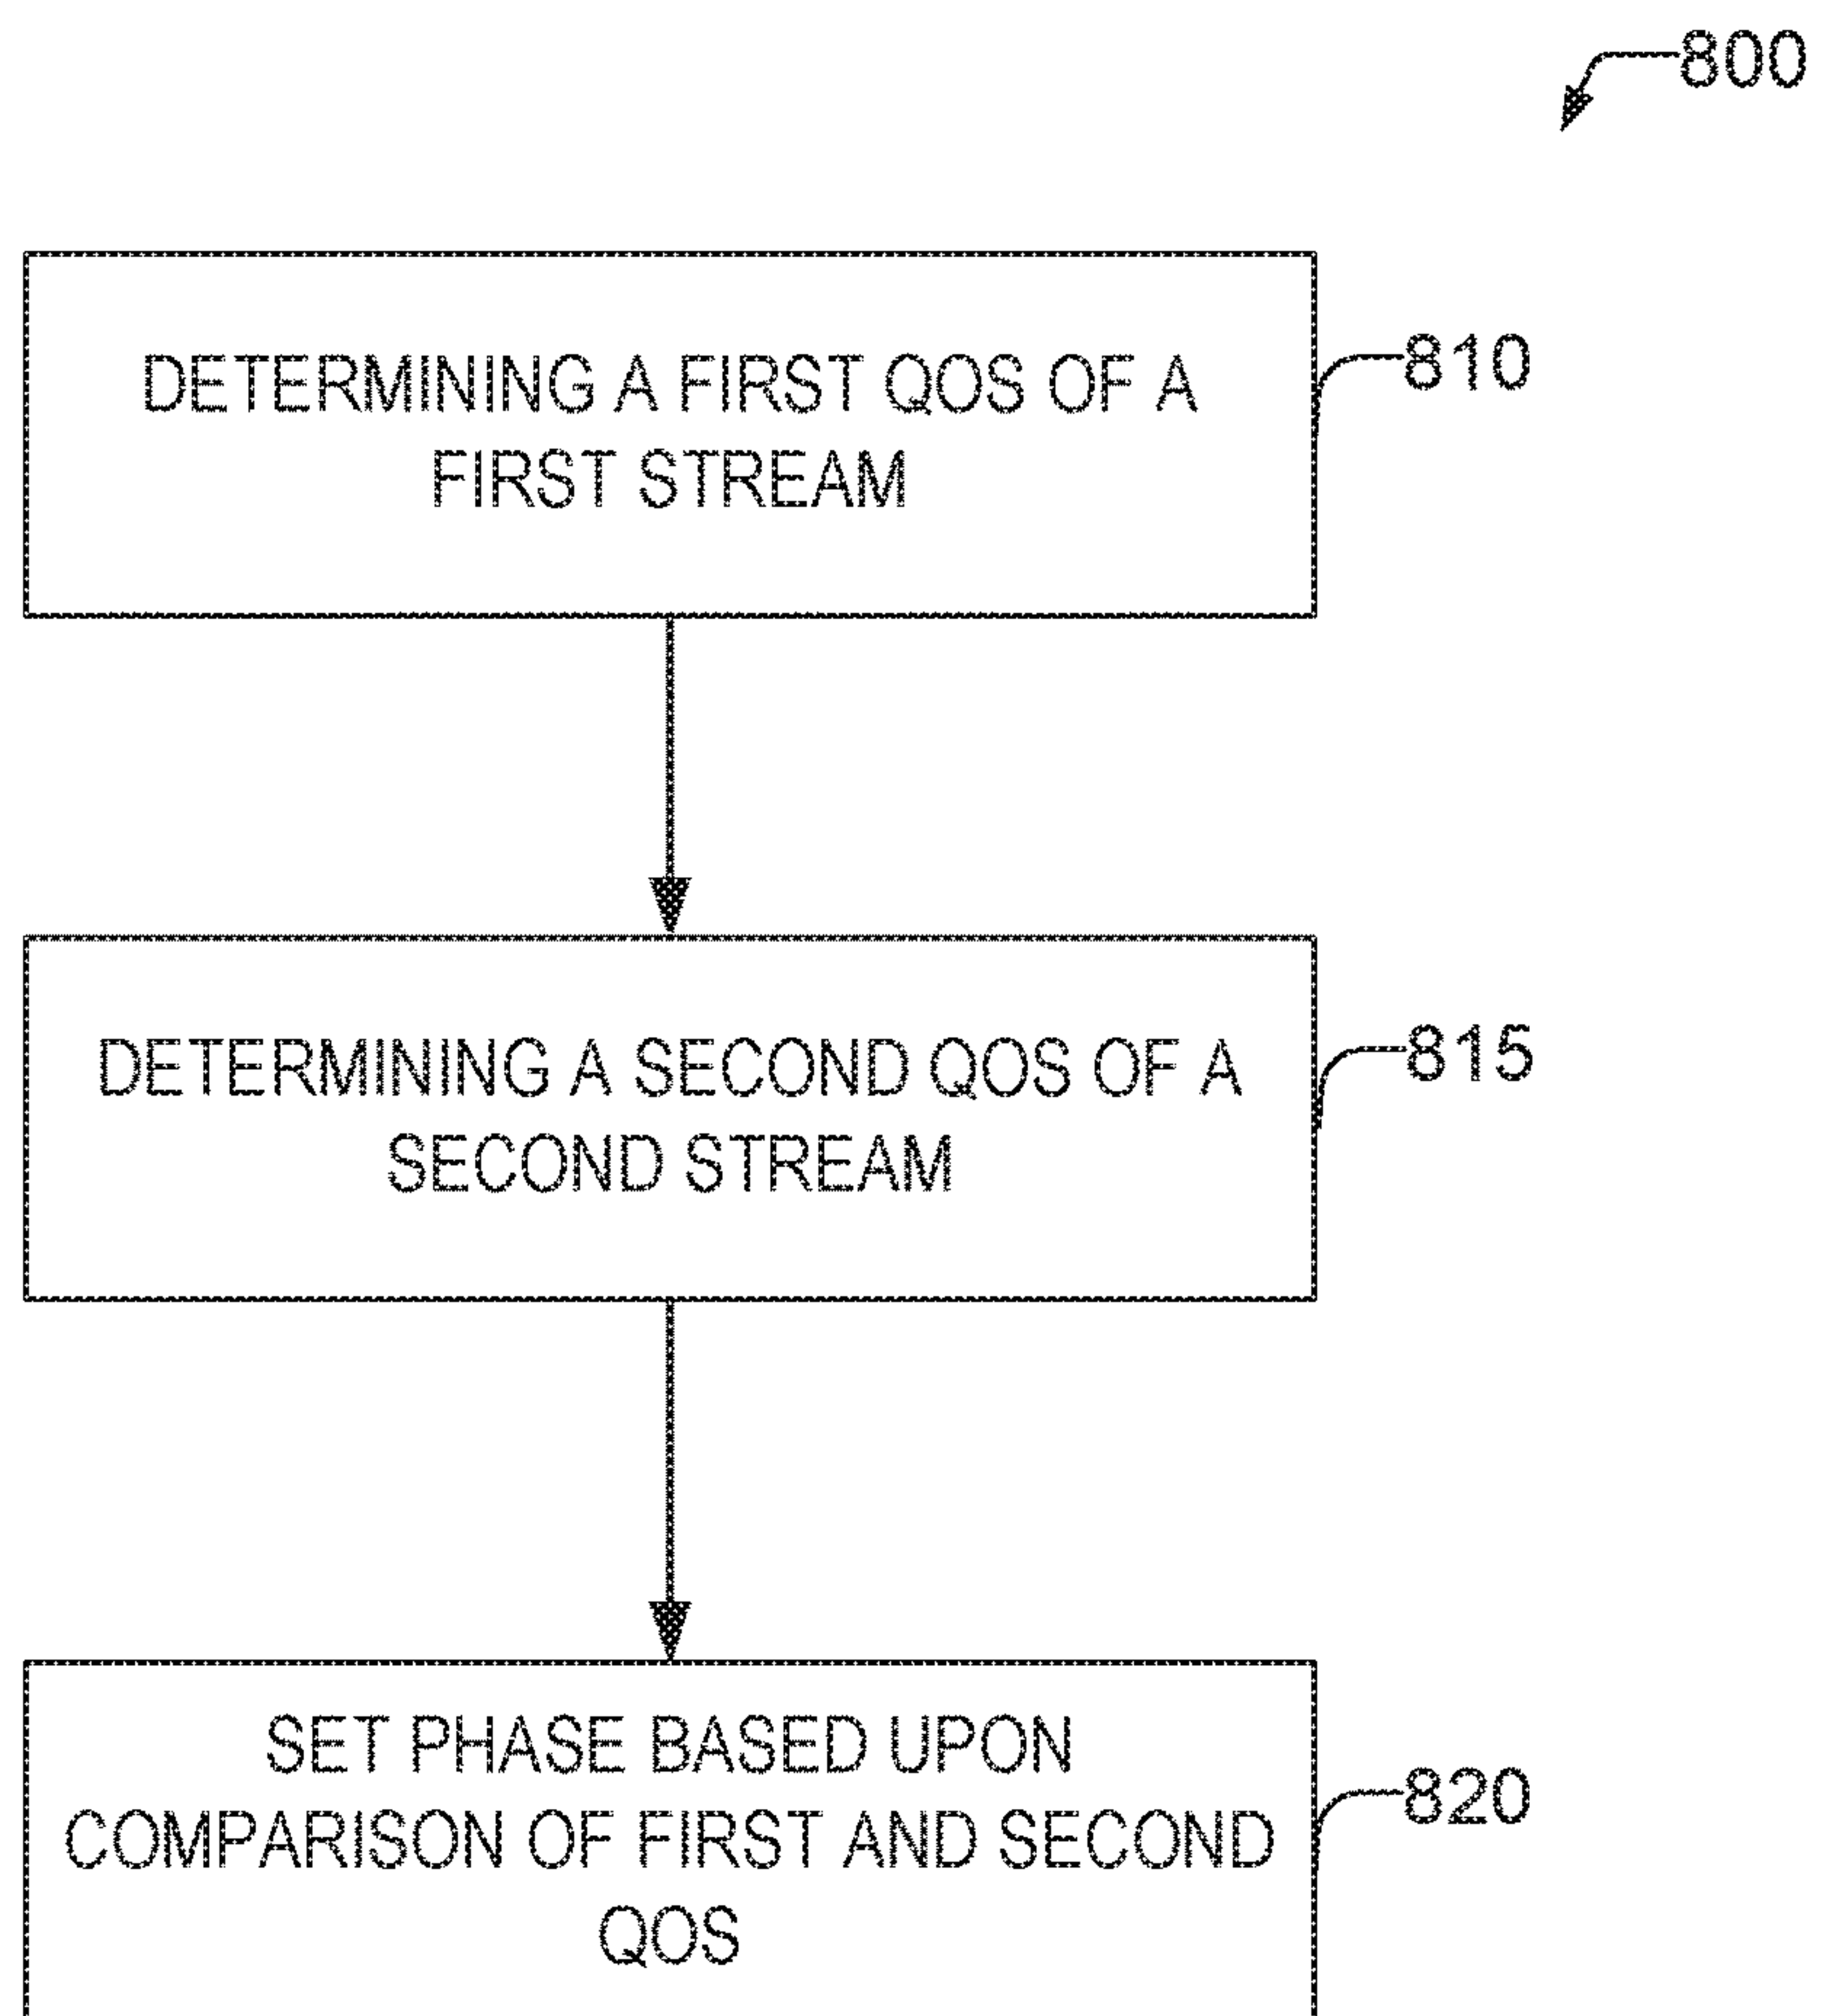 800
DETERMINING A FIRST QOS OF A
FIRST STREAM
810
DETERMINING A SECOND QOS OF A
SECOND STREAM
815
SET PHASE BASED UPON
COMPARISON OF FIRST AND SECOND
QOS
820